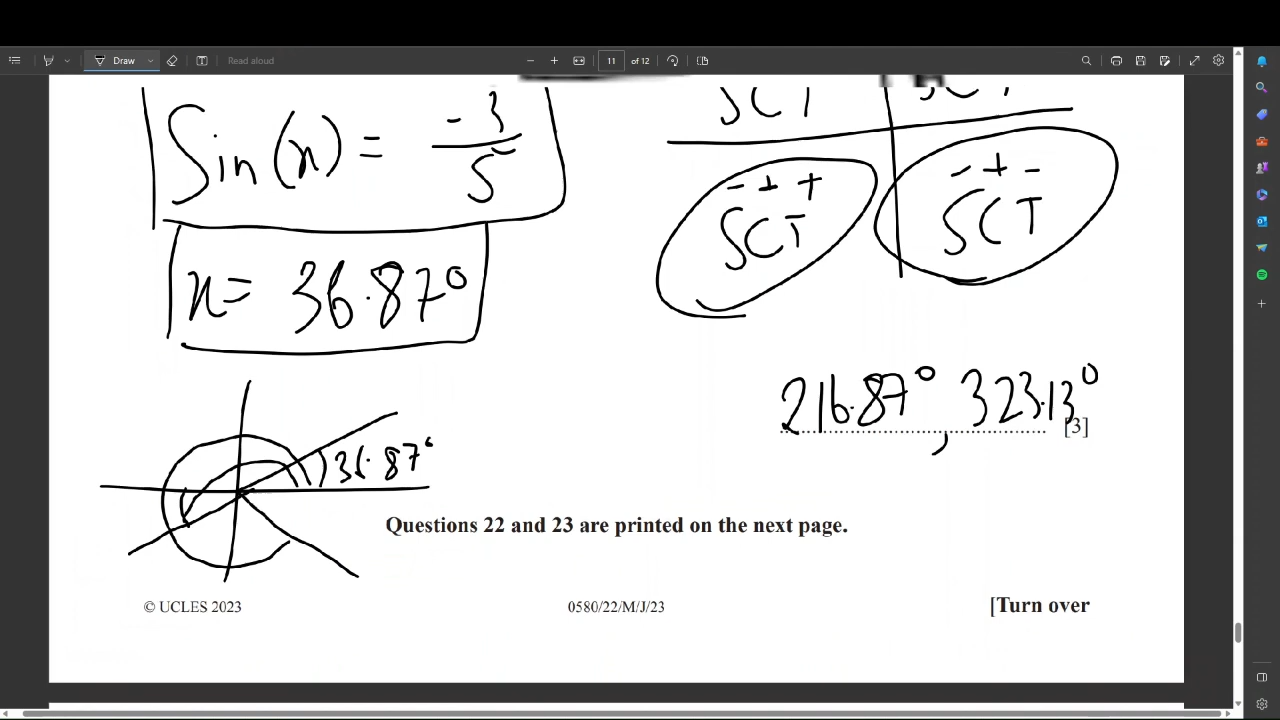 Draw
Read aloud
11 of 12
SCT SCT
Sin(x) = -3/5
- - +
SCT
- + -
SCT
x = 36.87°
216.87° , 323.13°
[3]
36.87°
Questions 22 and 23 are printed on the next page.
© UCLES 2023 0580/22/M/J/23 [Turn over